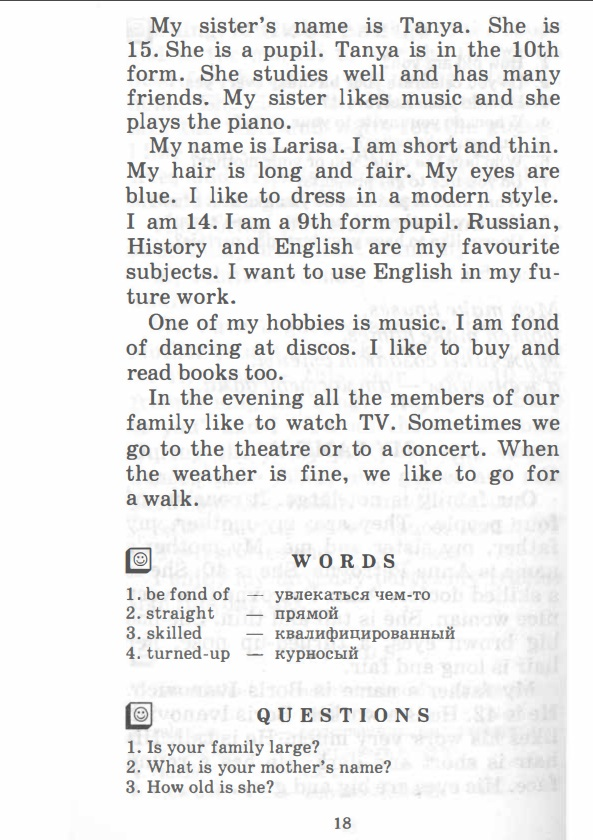 My sister's name is Tanya. She is
15. She is a pupil. Tanya is in the 10th
form. She studies well and has many
friends. My sister likes music and she
plays the piano.
My name is Larisa. I am short and thin.
My hair is long and fair. My eyes are
blue. I like to dress in a modern style.
I am 14. I am a 9th form pupil. Russian,
History and English are my favourite
subjects. I want to use English in my fu-
ture work.
One of my hobbies is music. I am fond
of dancing at discos. I like to buy and
read books too.
In the evening all the members of our
family like to watch TV. Sometimes we
go to the theatre or to a concert. When
the weather is fine, we like to go for
a walk.
WORDS
1. be fond of — увлекаться чем-то
2. straight — прямой
3. skilled — квалифицированный
4. turned-up — курносый
QUESTIONS
1. Is your family large?
2. What is your mother's name?
3. How old is she?
18